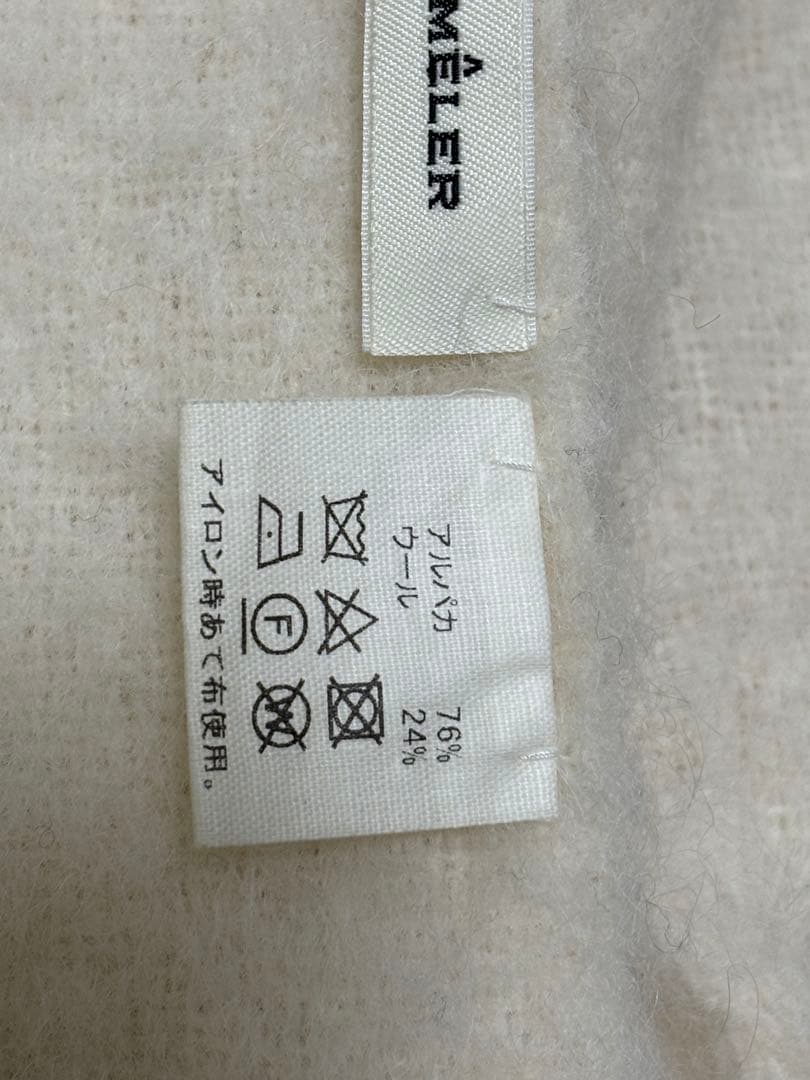 MÊLER
アルパカ 76%
ウール 24%
F
W
アイロン時あて布使用。